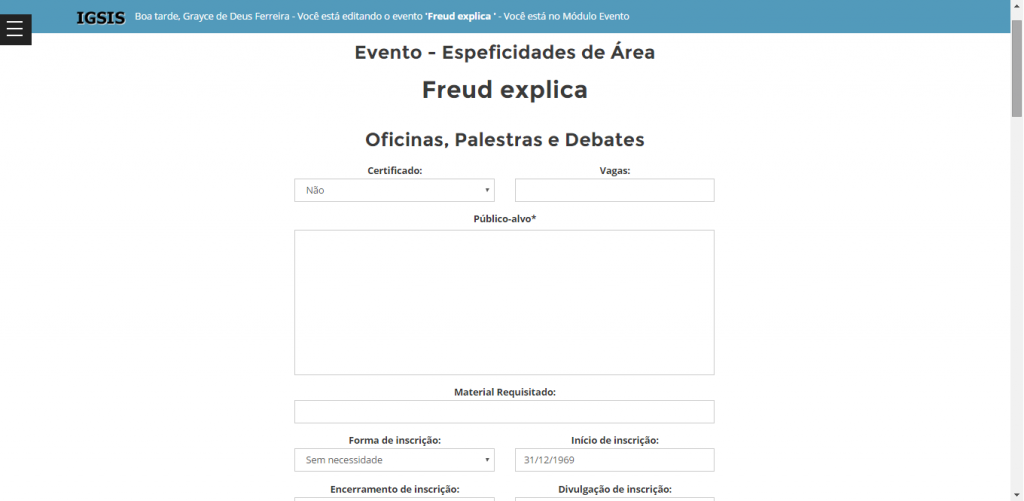 IGSIS Boa tarde, Grayce de Deus Ferreira - Você está editando o evento 'Freud explica ' - Você está no Módulo Evento
Evento - Espeficidades de Área
Freud explica
Oficinas, Palestras e Debates
Certificado: Vagas:
Não
Público-alvo*
Material Requisitado:
Forma de inscrição: Início de inscrição:
Sem necessidade 31/12/1969
Encerramento de inscrição: Divulgação de inscrição: